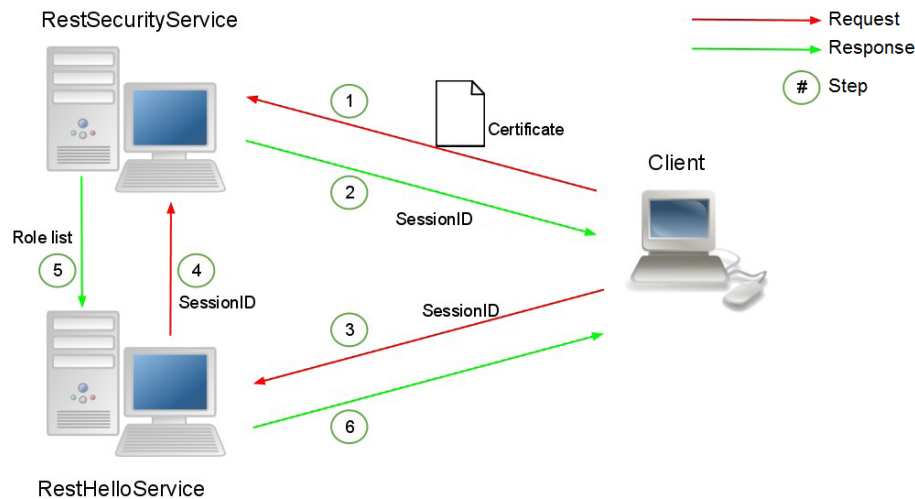 RestSecurityService
Request
Response
# Step
1
Certificate
Client
2
SessionID
Role list
5
4
SessionID
SessionID
3
6
RestHelloService